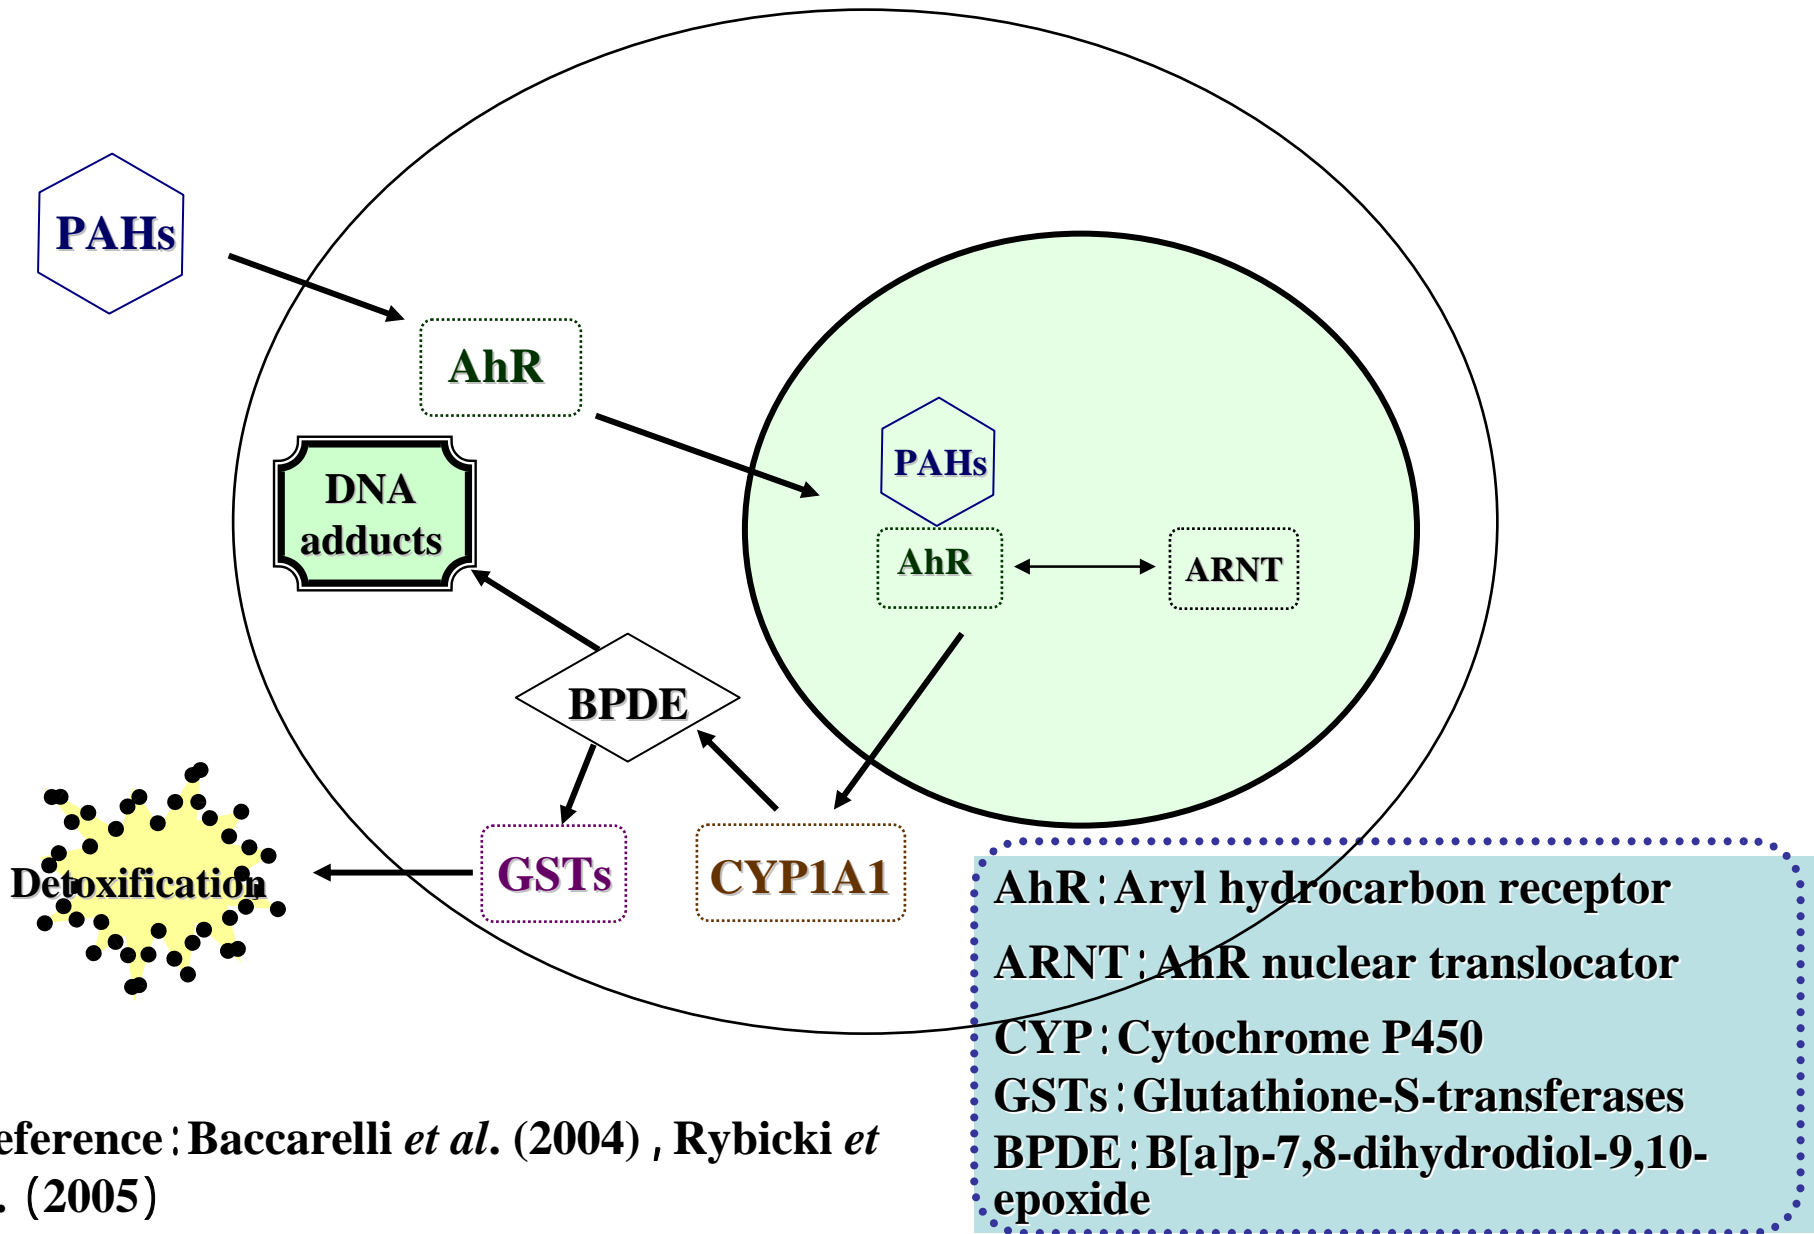 PAHs
AhR
PAHs
DNA
adducts
AhR
ARNT
BPDE
GSTs
CYP1A1
Detoxification
AhR：Aryl hydrocarbon receptor
ARNT：AhR nuclear translocator
CYP：Cytochrome P450
GSTs：Glutathione-S-transferases
BPDE：B[a]p-7,8-dihydrodiol-9,10-
epoxide
eference：Baccarelli et al. (2004) , Rybicki et
. (2005)